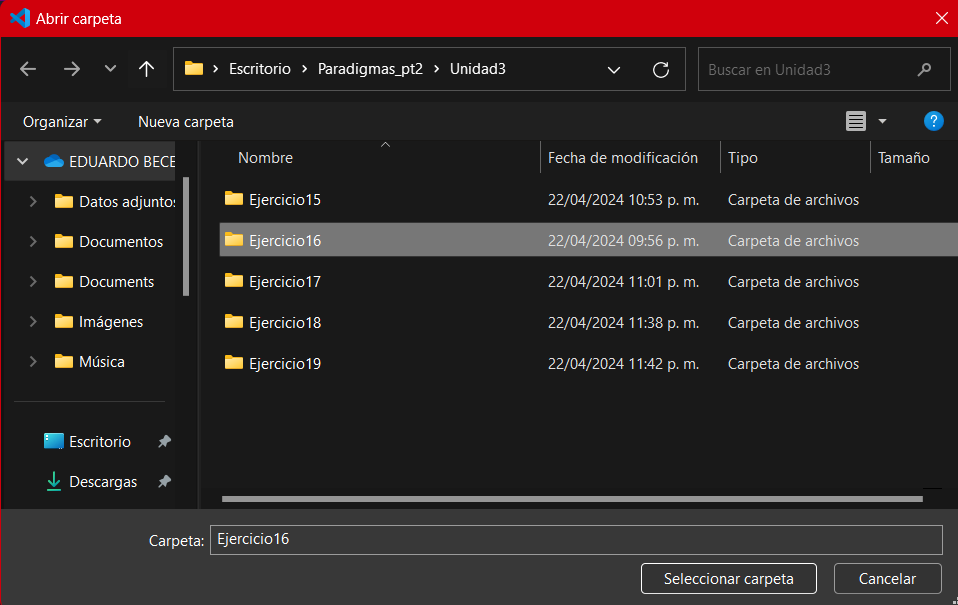 Abrir carpeta
Escritorio Paradigmas_pt2 Unidad3
Buscar en Unidad3
Organizar Nueva carpeta
?
Nombre Fecha de modificación Tipo Tamaño
EDUARDO BECE
Datos adjuntos
Documentos
Documents
Imágenes
Música
Escritorio
Descargas
Ejercicio15 22/04/2024 10:53 p. m. Carpeta de archivos
Ejercicio16 22/04/2024 09:56 p. m. Carpeta de archivos
Ejercicio17 22/04/2024 11:01 p. m. Carpeta de archivos
Ejercicio18 22/04/2024 11:38 p. m. Carpeta de archivos
Ejercicio19 22/04/2024 11:42 p. m. Carpeta de archivos
Carpeta: Ejercicio16
Seleccionar carpeta Cancelar